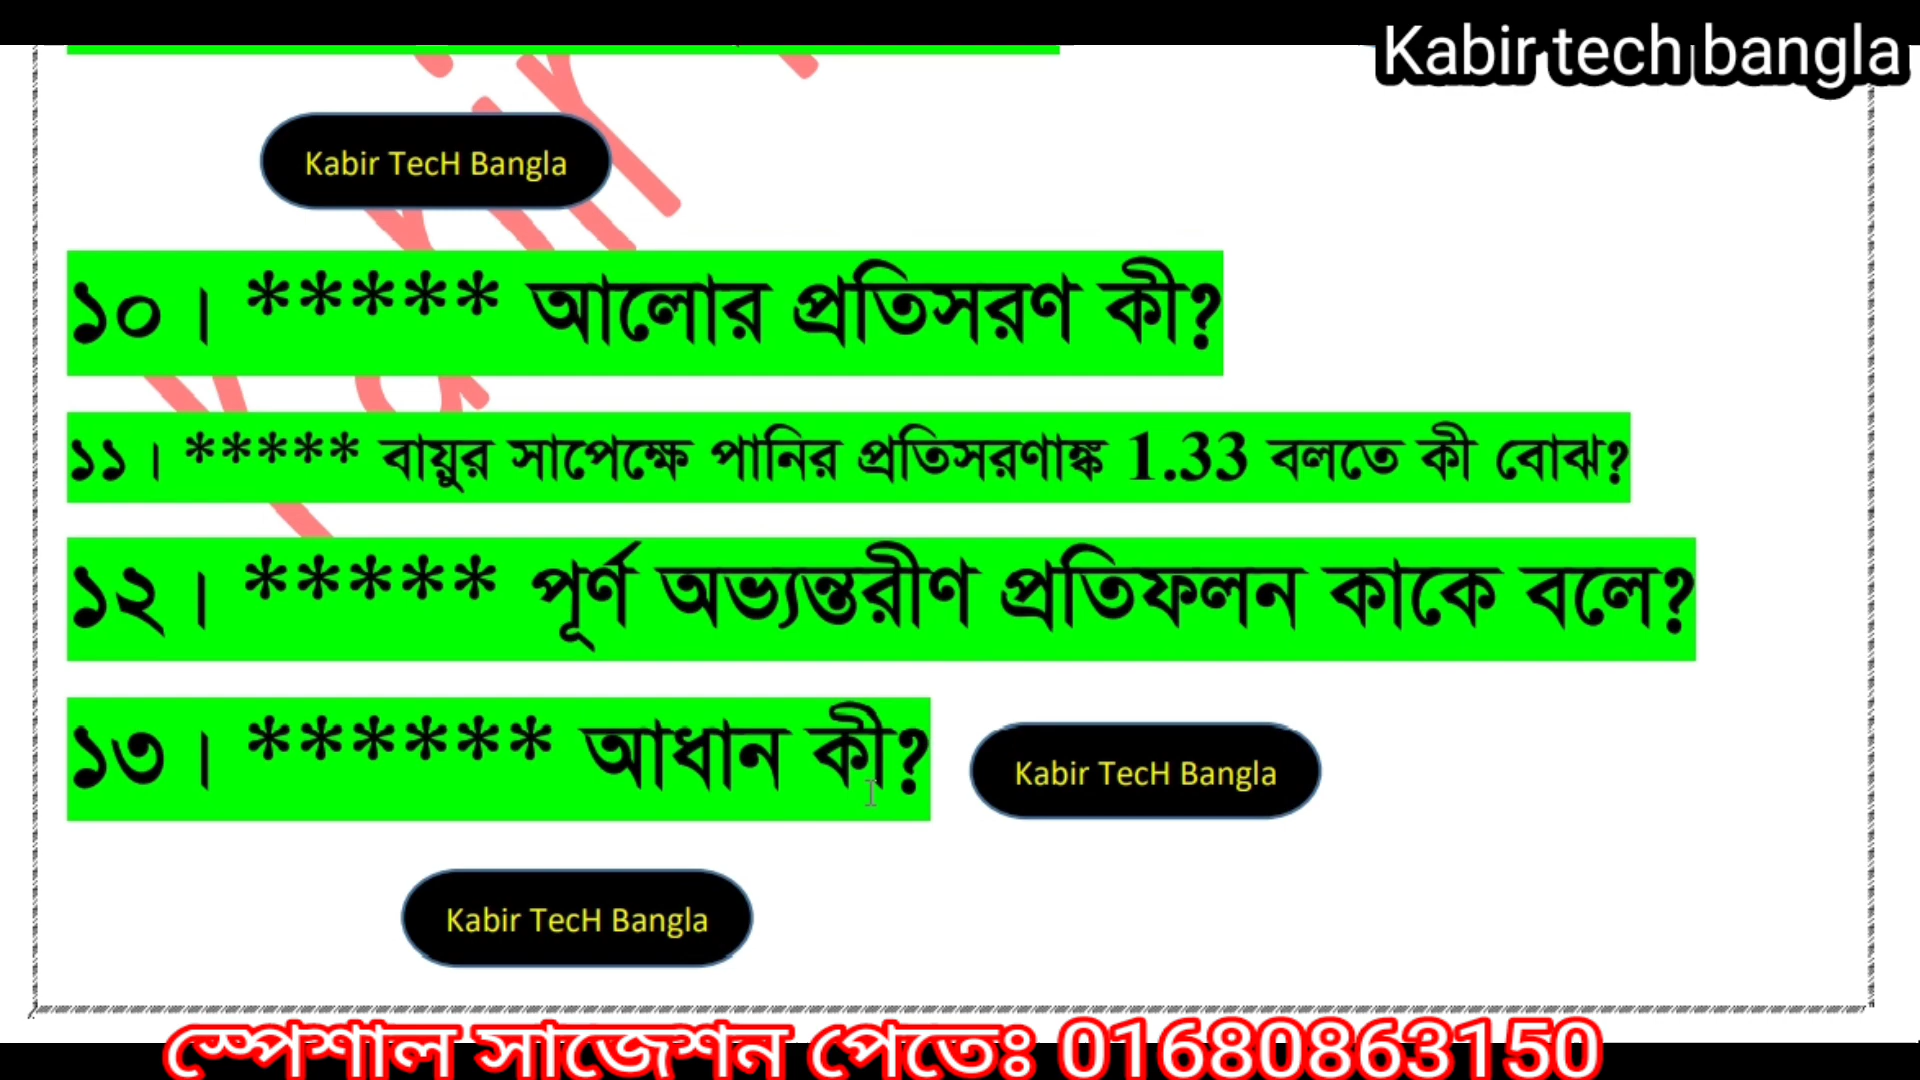 Kabir tech bangla
Kabir TecH Bangla
১০। ***** আলোর প্রতিসরণ কী?
১১। ***** বায়ুর সাপেক্ষে পানির প্রতিসরণাঙ্ক 1.33 বলতে কী বোঝ?
১২। ***** পূর্ণ অভ্যন্তরীণ প্রতিফলন কাকে বলে?
১৩। ****** আধান কী?
Kabir TecH Bangla
Kabir TecH Bangla
স্পেশাল সাজেশন পেতেঃ 01680863150